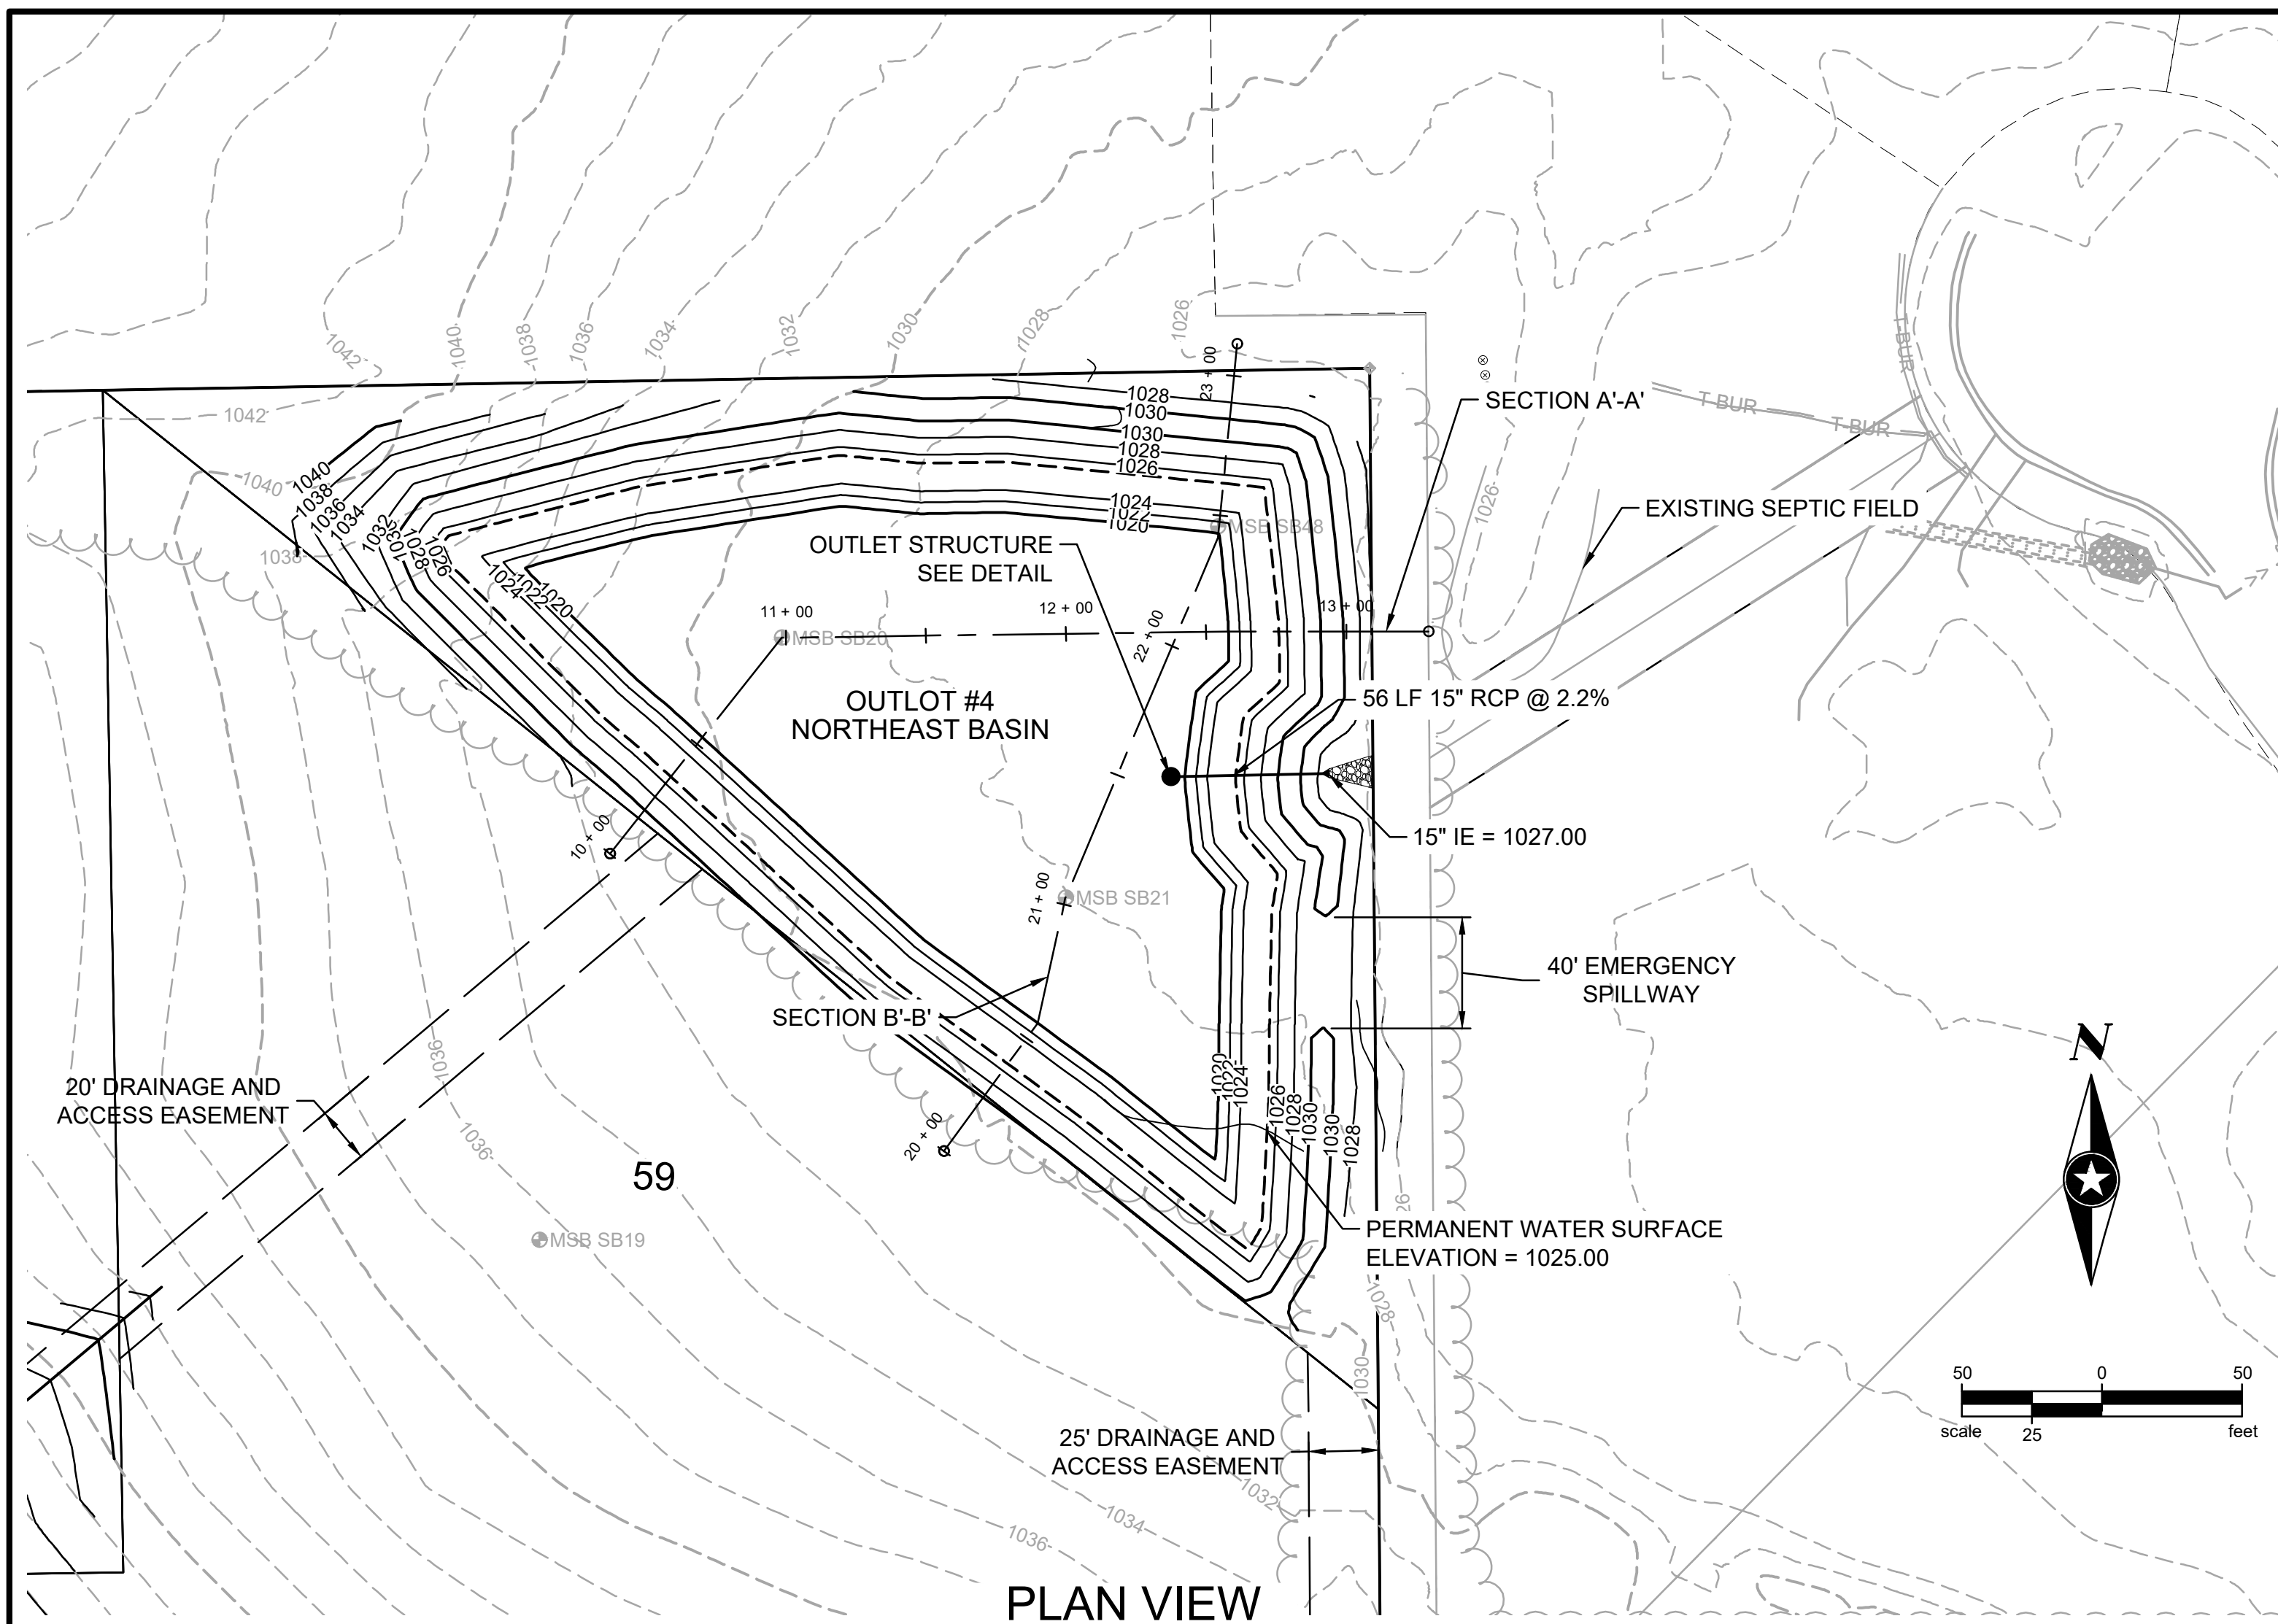 1042
1040
1038
1036
1034
1032
1030
1028
1026
23 + 00
1028
1030
1030
1028
1026
1024
1022
1020
SECTION A'-A'
T-BUR
T-BUR
T-BUR
1042
1040
1038
1040
1038
1036
1034
1032
1030
1028
1026
1024
1022
1020
1026
EXISTING SEPTIC FIELD
MSB SB48
OUTLET STRUCTURE
SEE DETAIL
11 + 00
12 + 00
13 + 00
MSB SB20
22 + 00
OUTLOT #4
NORTHEAST BASIN
56 LF 15" RCP @ 2.2%
10 + 00
15" IE = 1027.00
21 + 00
MSB SB21
40' EMERGENCY
SPILLWAY
SECTION B'-B'
N
1036
20' DRAINAGE AND
ACCESS EASEMENT
1020
1022
1024
1026
1028
1030
1030
1028
20 + 00
1036
59
MSB SB19
PERMANENT WATER SURFACE
ELEVATION = 1025.00
1028
1030
50
0
50
scale
25
feet
25' DRAINAGE AND
ACCESS EASEMENT
1032
1034
1036
PLAN VIEW